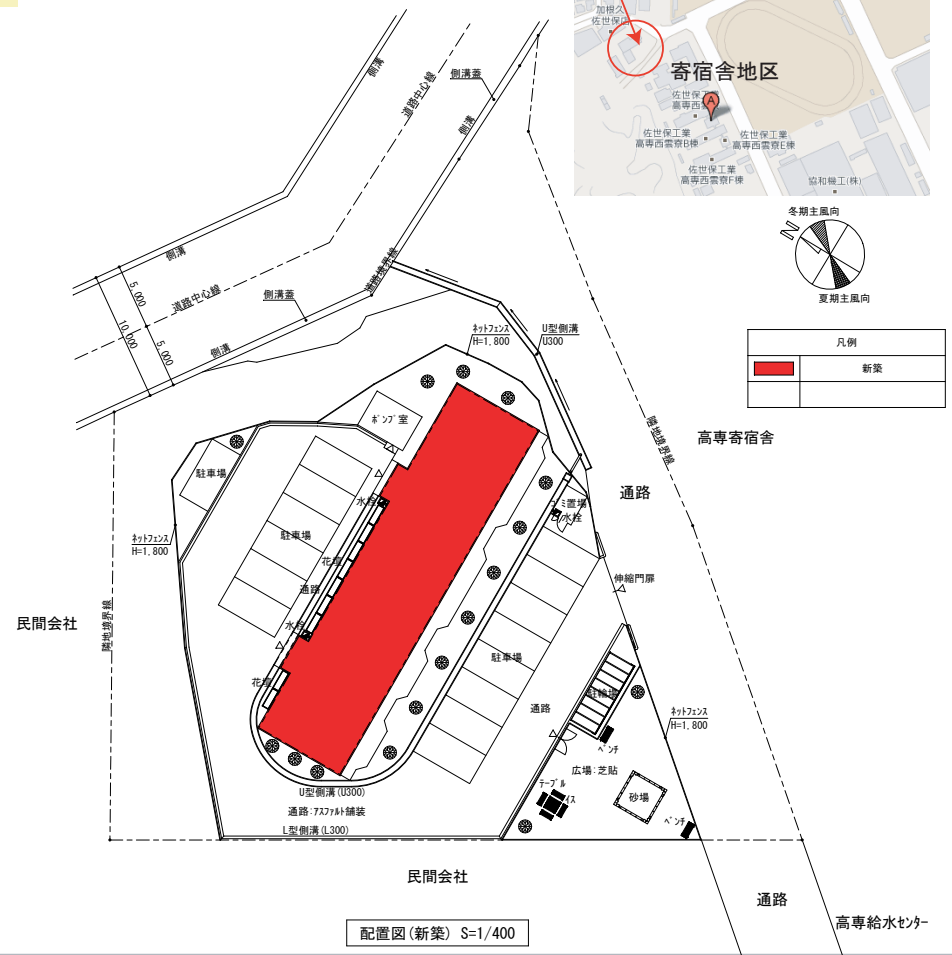 加根久
佐世保店
寄宿舎地区
佐世保工業
高専西雲
A
佐世保工業
高専西雲寮B棟
佐世保工業
高専西雲寮E棟
佐世保工業
高専西雲寮F棟
協和機工(株)
冬期主風向
N
夏期主風向
凡例
新築
側溝
道路中心線
側溝蓋
側溝
道路境界線
側溝
道路中心線
側溝蓋
側溝
5,000
10,000
5,000
ネットフェンス
H=1,800
U型側溝
U300
隣地境界線
高専寄宿舎
通路
ポンプ室
駐車場
水栓
駐車場
花壇
通路
水栓
花壇
ネットフェンス
H=1,800
民間会社
隣地境界線
ゴミ置場
水栓
伸縮門扉
駐車場
通路
駐輪場
ネットフェンス
H=1,800
ベンチ
広場:芝貼
テーブル
イス
砂場
ベンチ
U型側溝(U300)
通路:アスファルト舗装
L型側溝(L300)
民間会社
通路
高専給水センター
配置図(新築) S=1/400